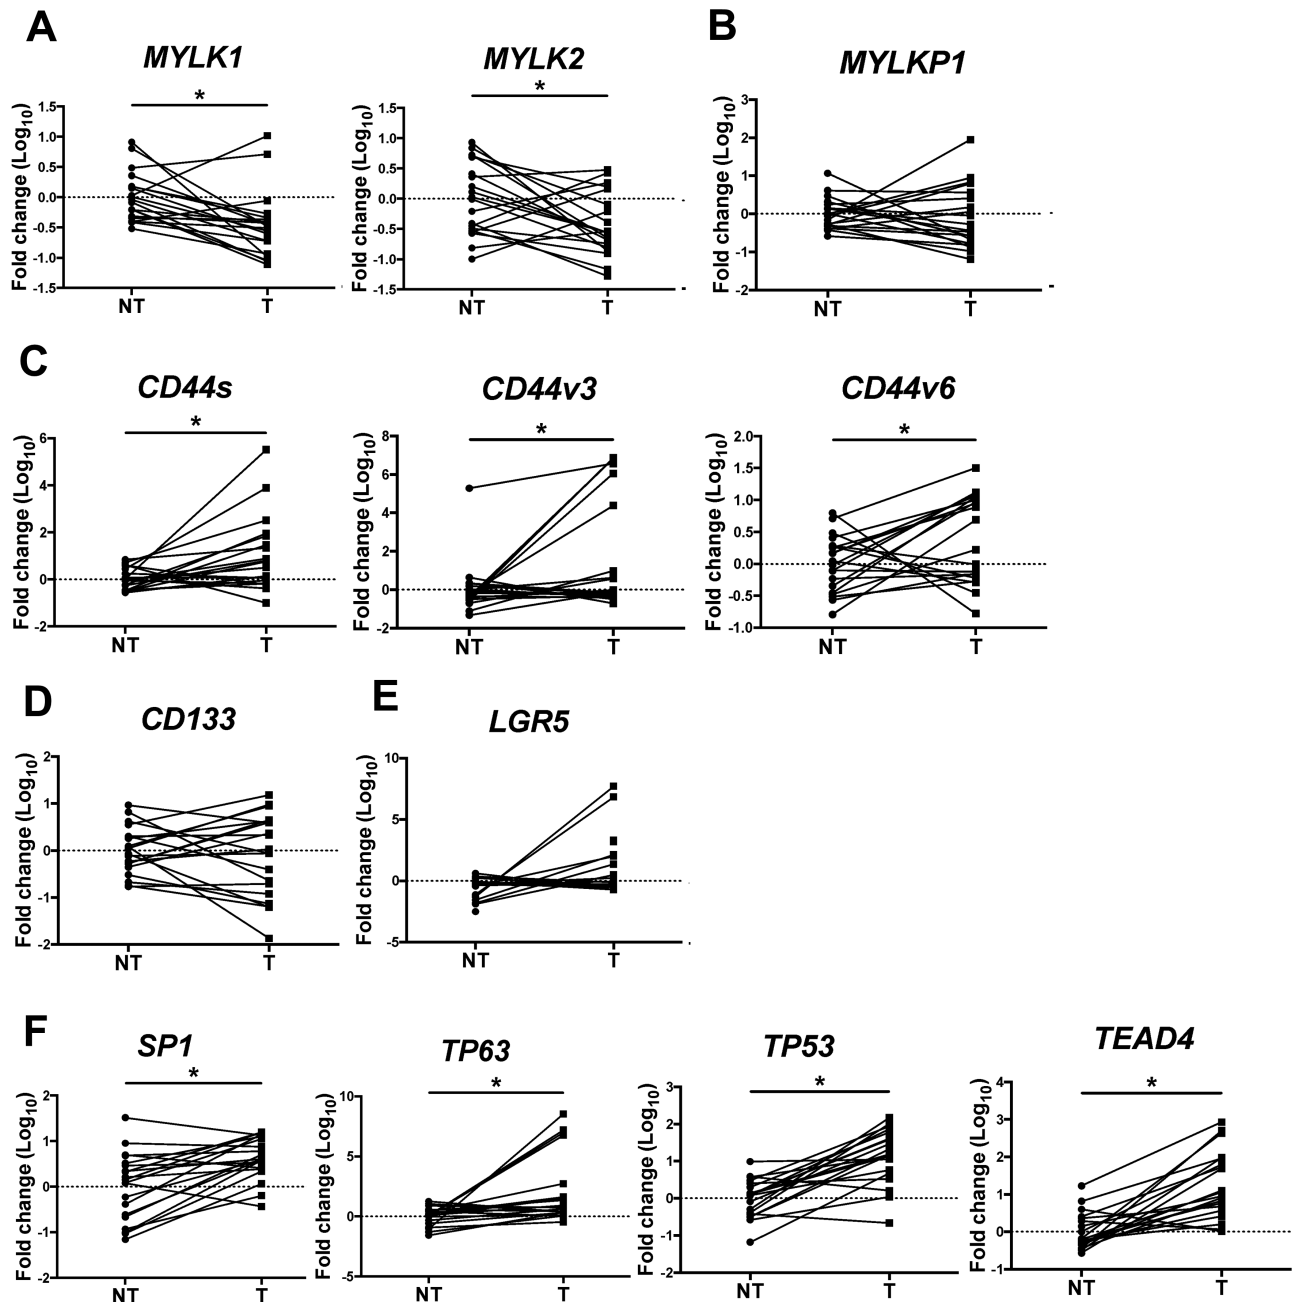 A
MYLK1
*
Fold change (Log10)
1.5
1.0
0.5
0.0
-0.5
-1.0
-1.5
NT T
MYLK2
*
Fold change (Log10)
1.5
1.0
0.5
0.0
-0.5
-1.0
-1.5
NT T
B
MYLKP1
Fold change (Log10)
3
2
1
0
-1
-2
NT T
C
CD44s
*
Fold change (Log10)
6
4
2
0
-2
NT T
CD44v3
*
Fold change (Log10)
8
6
4
2
0
-2
NT T
CD44v6
*
Fold change (Log10)
2.0
1.5
1.0
0.5
0.0
-0.5
-1.0
NT T
D
CD133
Fold change (Log10)
2
1
0
-1
-2
NT T
E
LGR5
Fold change (Log10)
10
5
0
-5
NT T
F
SP1
*
Fold change (Log10)
2
1
0
-1
-2
NT T
TP63
*
Fold change (Log10)
10
5
0
-5
NT T
TP53
*
Fold change (Log10)
3
2
1
0
-1
-2
NT T
TEAD4
*
Fold change (Log10)
4
3
2
1
0
-1
NT T